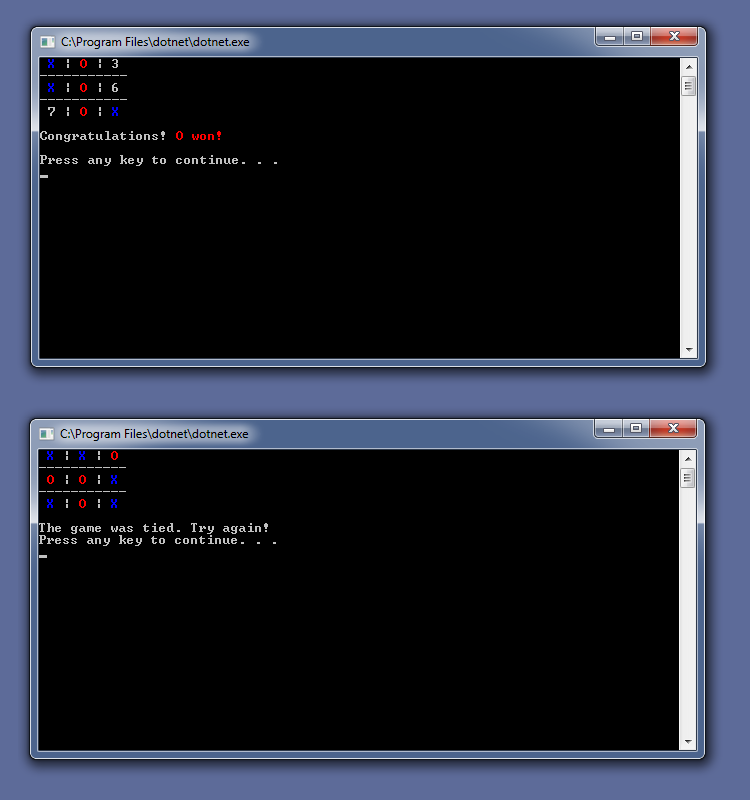 C:\Program Files\dotnet\dotnet.exe
X ¦ O ¦ 3
-----------
X ¦ O ¦ 6
-----------
7 ¦ O ¦ X
Congratulations! O won!
Press any key to continue. . .
C:\Program Files\dotnet\dotnet.exe
X ¦ X ¦ O
-----------
O ¦ O ¦ X
-----------
X ¦ O ¦ X
The game was tied. Try again!
Press any key to continue. . .